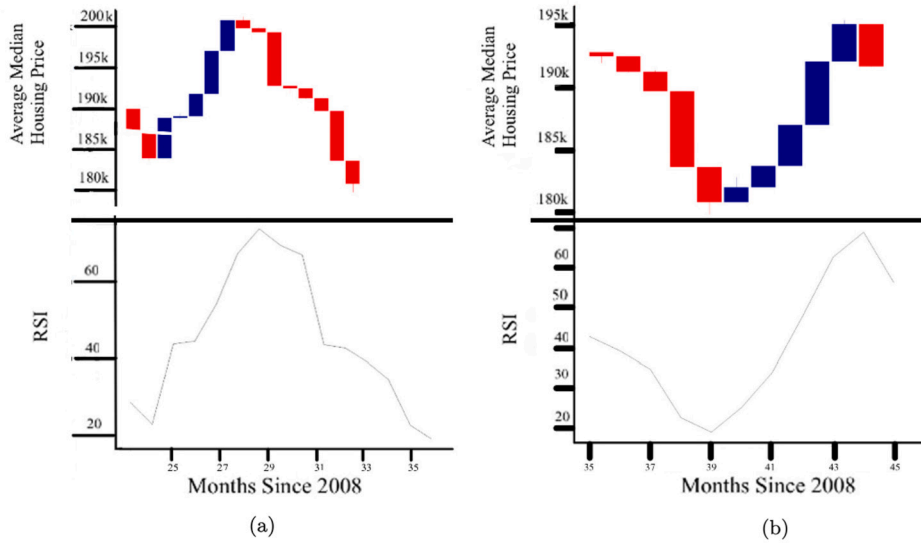 Average Median
Housing Price
200k
195k
190k
185k
180k
RSI
60
40
20
25 27 29 31 33 35
Months Since 2008
(a)
Average Median
Housing Price
195k
190k
185k
180k
RSI
60
50
40
30
20
35 37 39 41 43 45
Months Since 2008
(b)